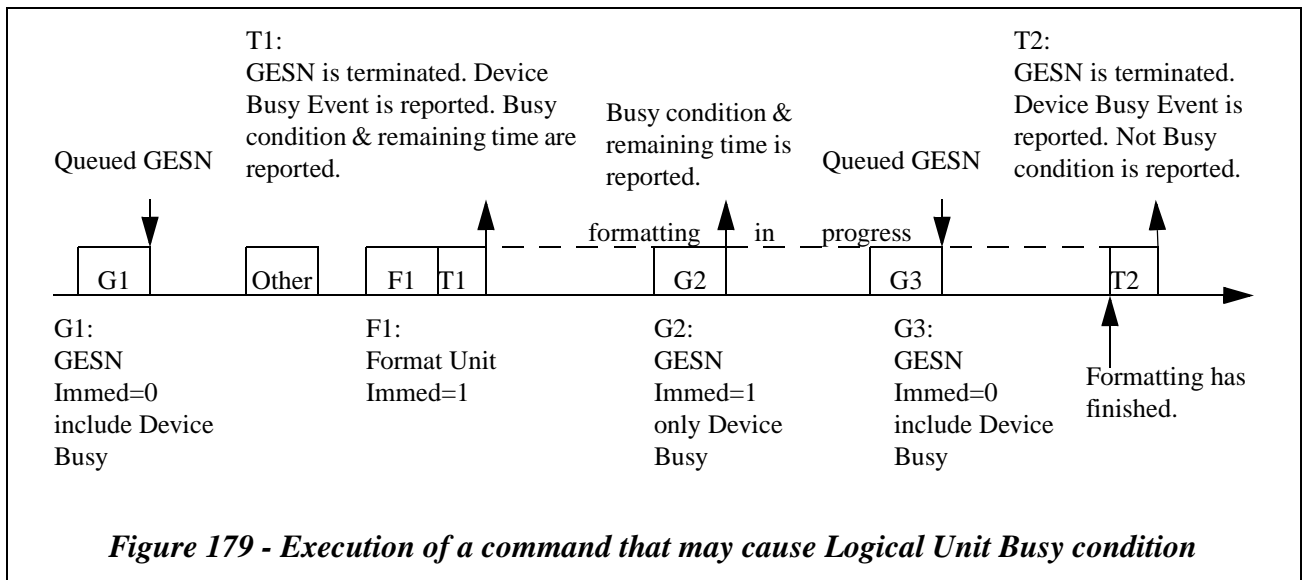 T1:
GESN is terminated. Device
Busy Event is reported. Busy
condition & remaining time are
reported.
T2:
GESN is terminated.
Device Busy Event is
reported. Not Busy
condition is reported.
Busy condition &
remaining time is
reported.
Queued GESN
Queued GESN
formatting in progress
G1
Other
F1
T1
G2
G3
T2
G1:
GESN
Immed=0
include Device
Busy
F1:
Format Unit
Immed=1
G2:
GESN
Immed=1
only Device
Busy
G3:
GESN
Immed=0
include Device
Busy
Formatting has
finished.
Figure 179 - Execution of a command that may cause Logical Unit Busy condition